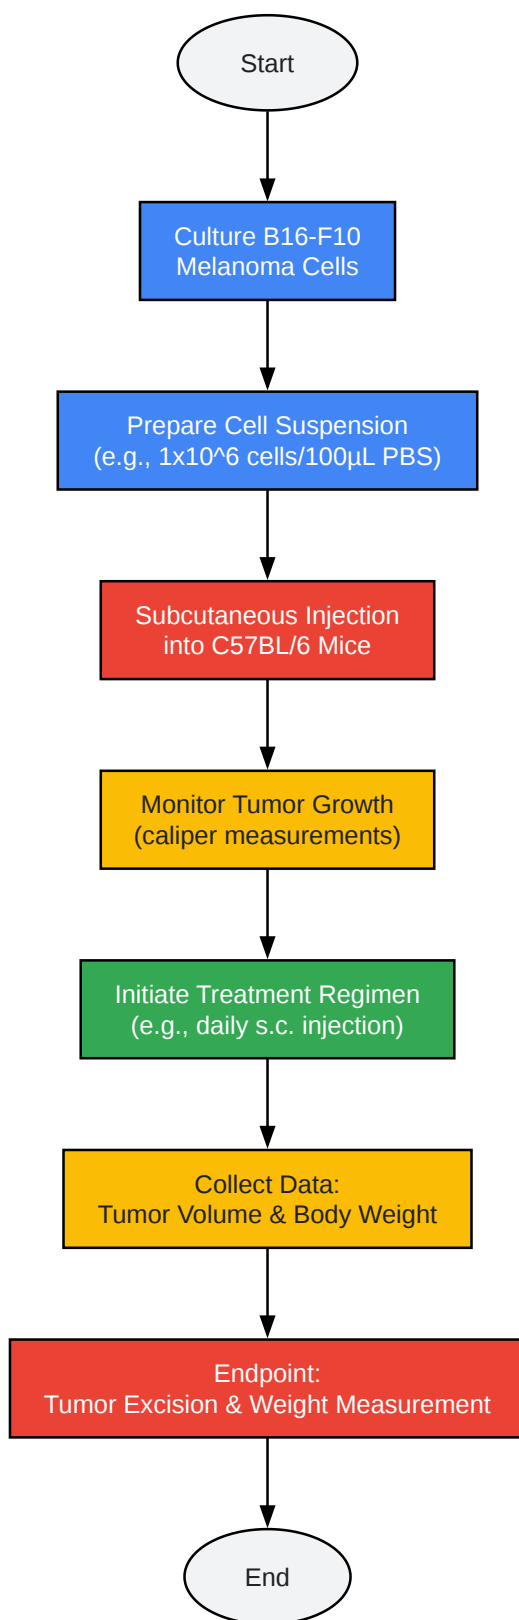 Start
Culture B16-F10
Melanoma Cells
Prepare Cell Suspension
(e.g., 1x10^6 cells/100µL PBS)
Subcutaneous Injection
into C57BL/6 Mice
Monitor Tumor Growth
(caliper measurements)
Initiate Treatment Regimen
(e.g., daily s.c. injection)
Collect Data:
Tumor Volume & Body Weight
Endpoint:
Tumor Excision & Weight Measurement
End